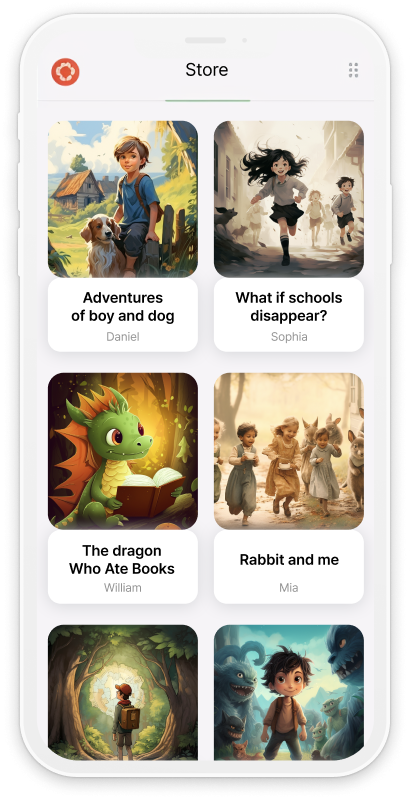 Store
Adventures
of boy and dog
Daniel
What if schools
disappear?
Sophia
The dragon
Who Ate Books
William
Rabbit and me
Mia